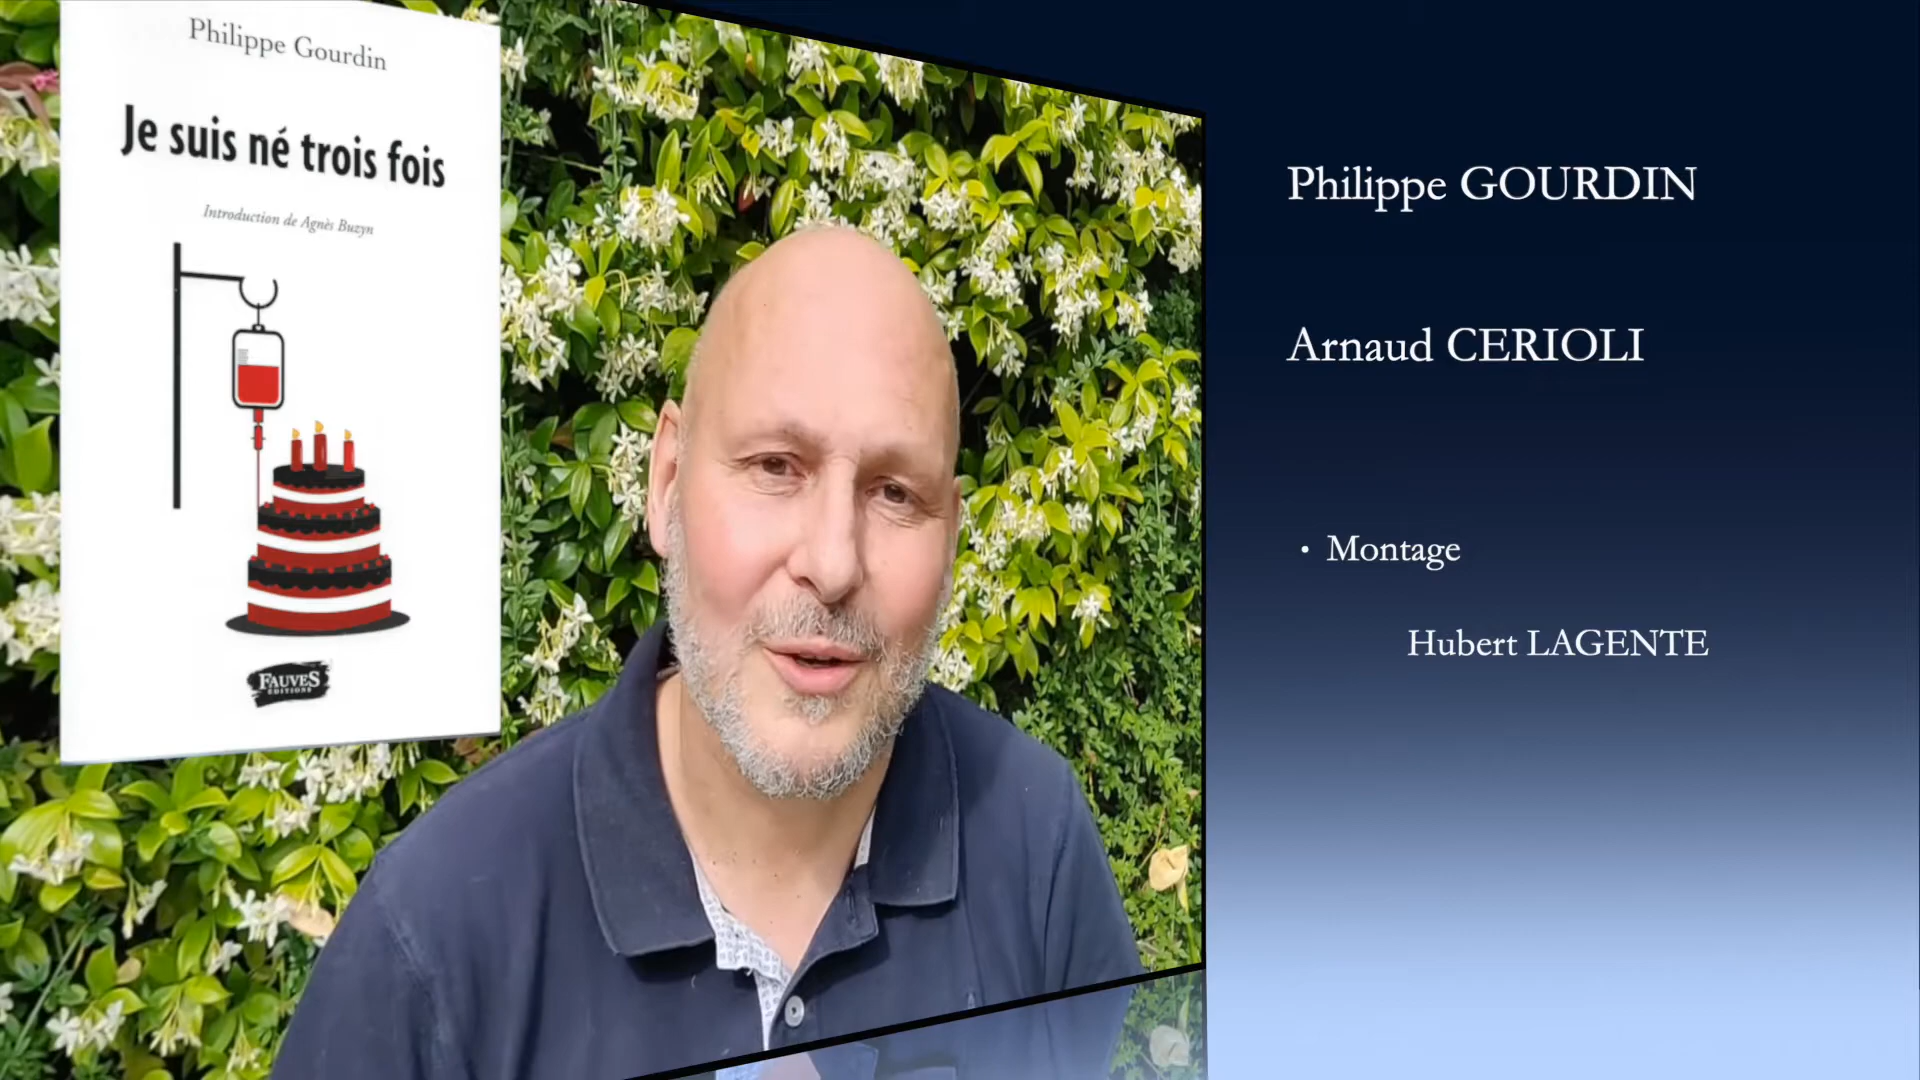 Philippe Gourdin
Je suis né trois fois
Introduction de Agnès Buzyn
FAUVES
EDITIONS
Philippe GOURDIN
Arnaud CERIOLI
• Montage
Hubert LAGENTE